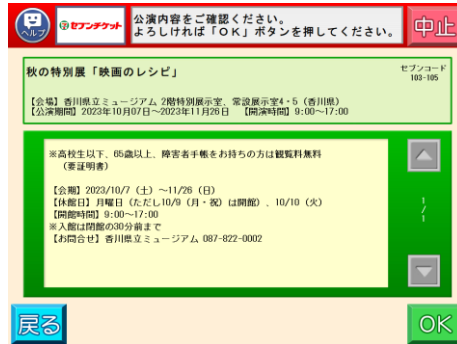 ヘルプ
セブンチケット
公演内容をご確認ください。
よろしければ「OK」ボタンを押してください。
中止
秋の特別展「映画のレシピ」
セブンコード
103-105
【会場】香川県立ミュージアム 2階特別展示室、常設展示室4・5（香川県）
【公演期間】2023年10月07日～2023年11月26日 【開演時間】9:00～17:00
※高校生以下、65歳以上、障害者手帳をお持ちの方は観覧料無料
（要証明書）
【会期】2023/10/7（土）～11/26（日）
【休館日】月曜日（ただし10/9（月・祝）は開館）、10/10（火）
【開館時間】9:00～17:00
※入館は閉館の30分前まで
【お問合せ】香川県立ミュージアム 087-822-0002
1/1
戻る
OK